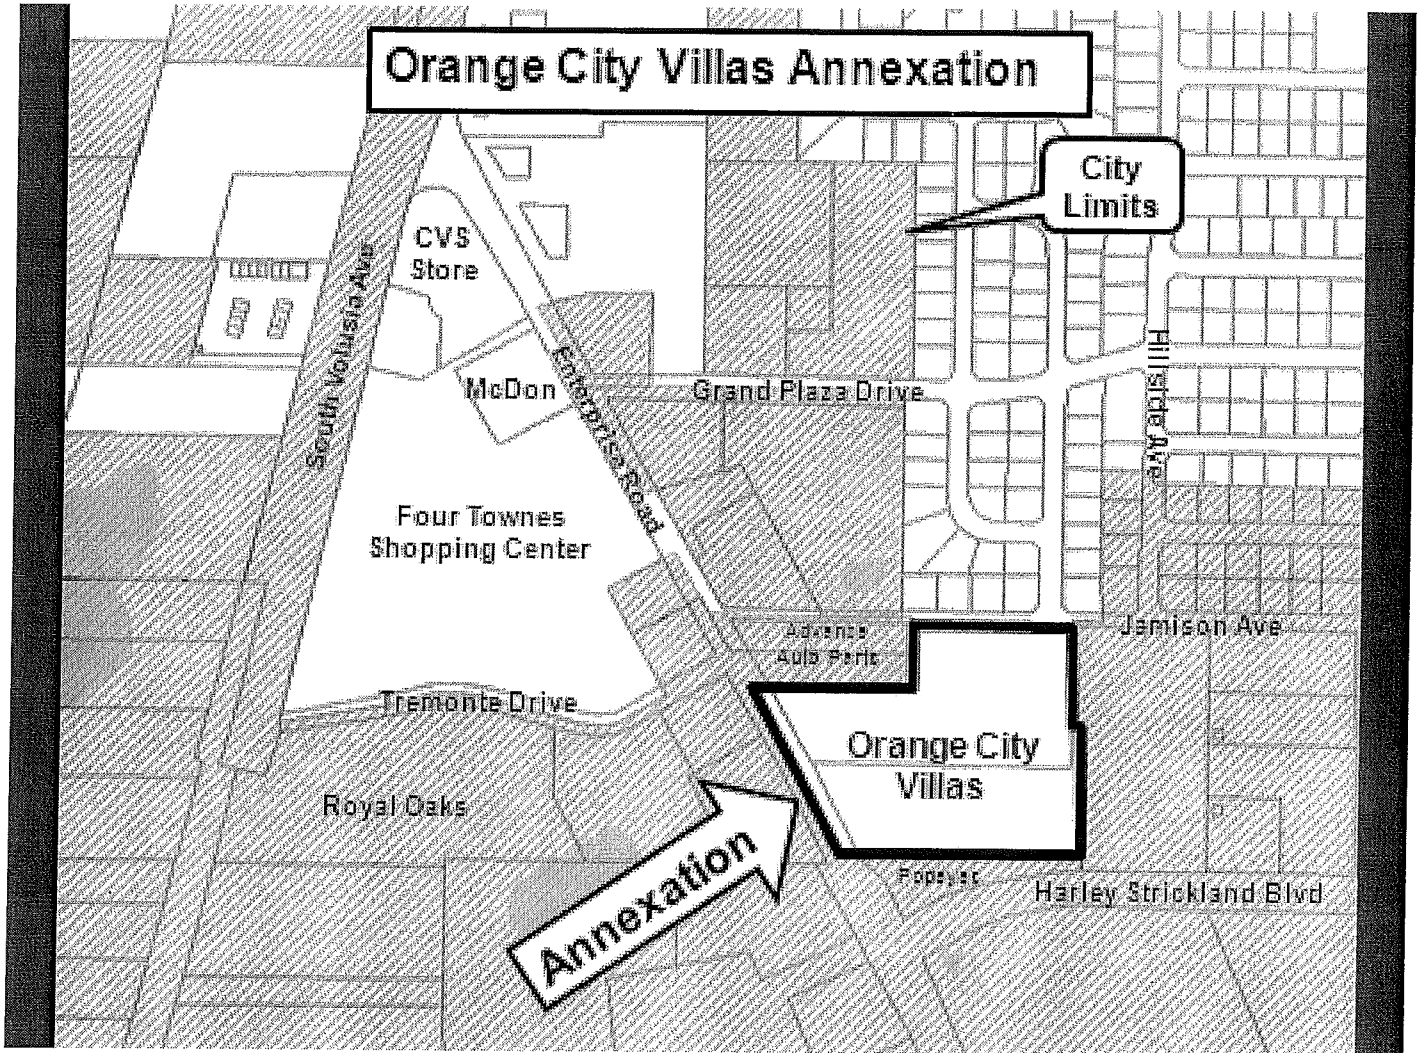 Orange City Villas Annexation
City
Limits
CVS
Store
South Volusia Ave
McDon
Enterprise Road
Grand Plaza Drive
Hillside Ave
Four Townes
Shopping Center
Jamison Ave
Advance
Auto Parts
Tremonte Drive
Orange City
Villas
Royal Oaks
Annexation
Popeyes
Harley Strickland Blvd